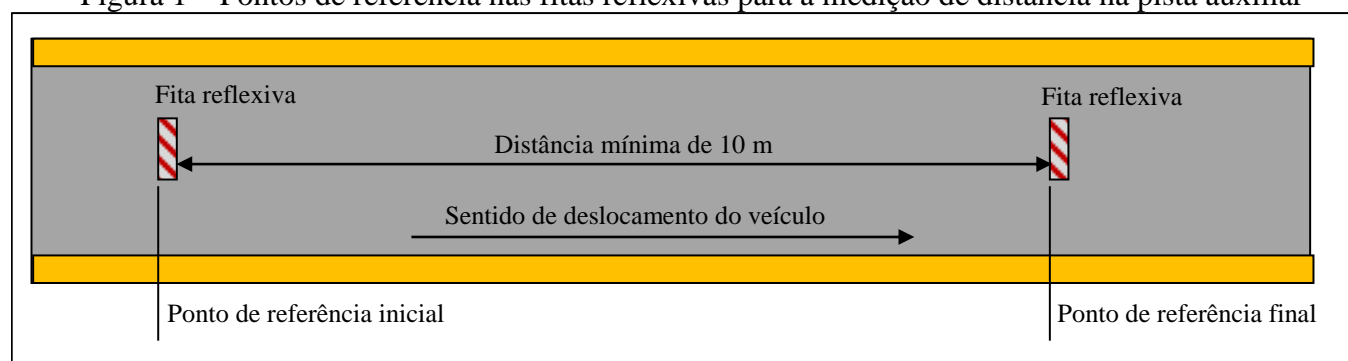 Figura 1 – Pontos de referência nas fitas reflexivas para a medição de distância na pista auxiliar
Fita reflexiva
Fita reflexiva
Distância mínima de 10 m
Sentido de deslocamento do veículo
Ponto de referência inicial
Ponto de referência final